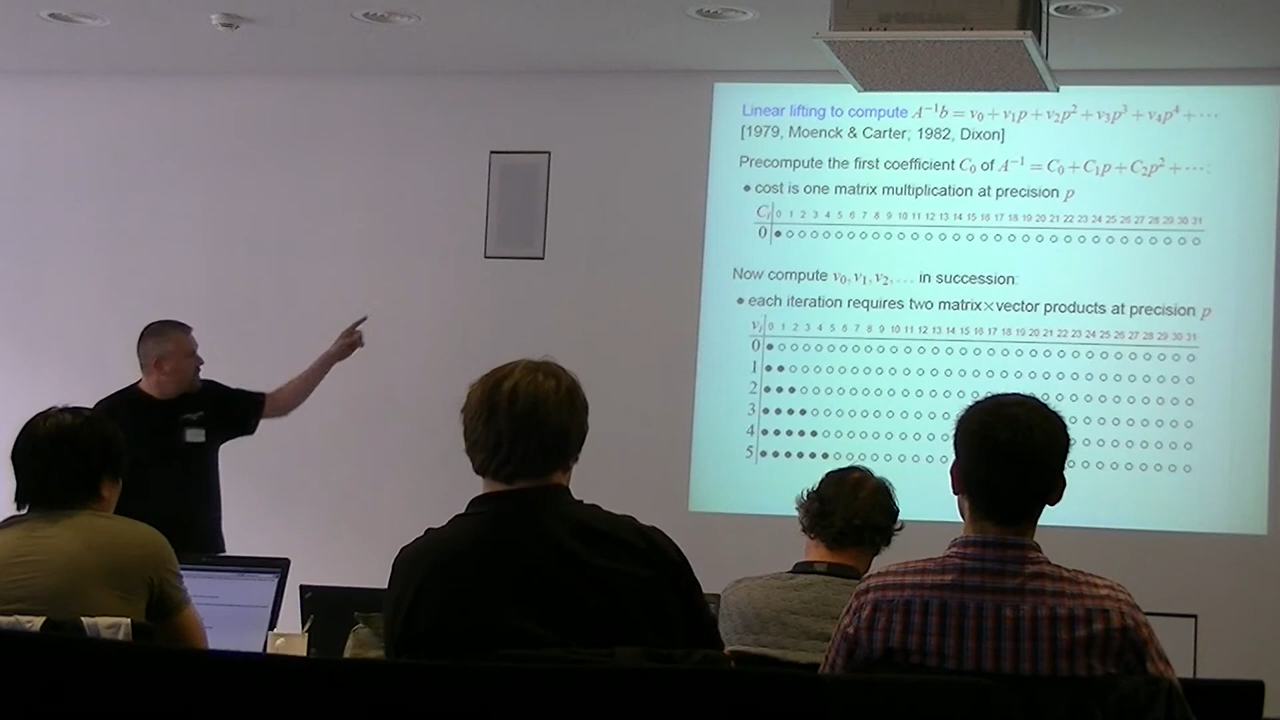 Linear lifting to compute A⁻¹b = v₀ + v₁p + v₂p² + v₃p³ + v₄p⁴ + ⋯
[1979, Moenck & Carter; 1982, Dixon]
Precompute the first coefficient C₀ of A⁻¹ = C₀ + C₁p + C₂p² + ⋯:
• cost is one matrix multiplication at precision p
Cᵢ 0 1 2 3 4 5 6 7 8 9 10 11 12 13 14 15 16 17 18 19 20 21 22 23 24 25 26 27 28 29 30 31
0
Now compute v₀, v₁, v₂, … in succession:
• each iteration requires two matrix×vector products at precision p
vᵢ 0 1 2 3 4 5 6 7 8 9 10 11 12 13 14 15 16 17 18 19 20 21 22 23 24 25 26 27 28 29 30 31
0
1
2
3
4
5